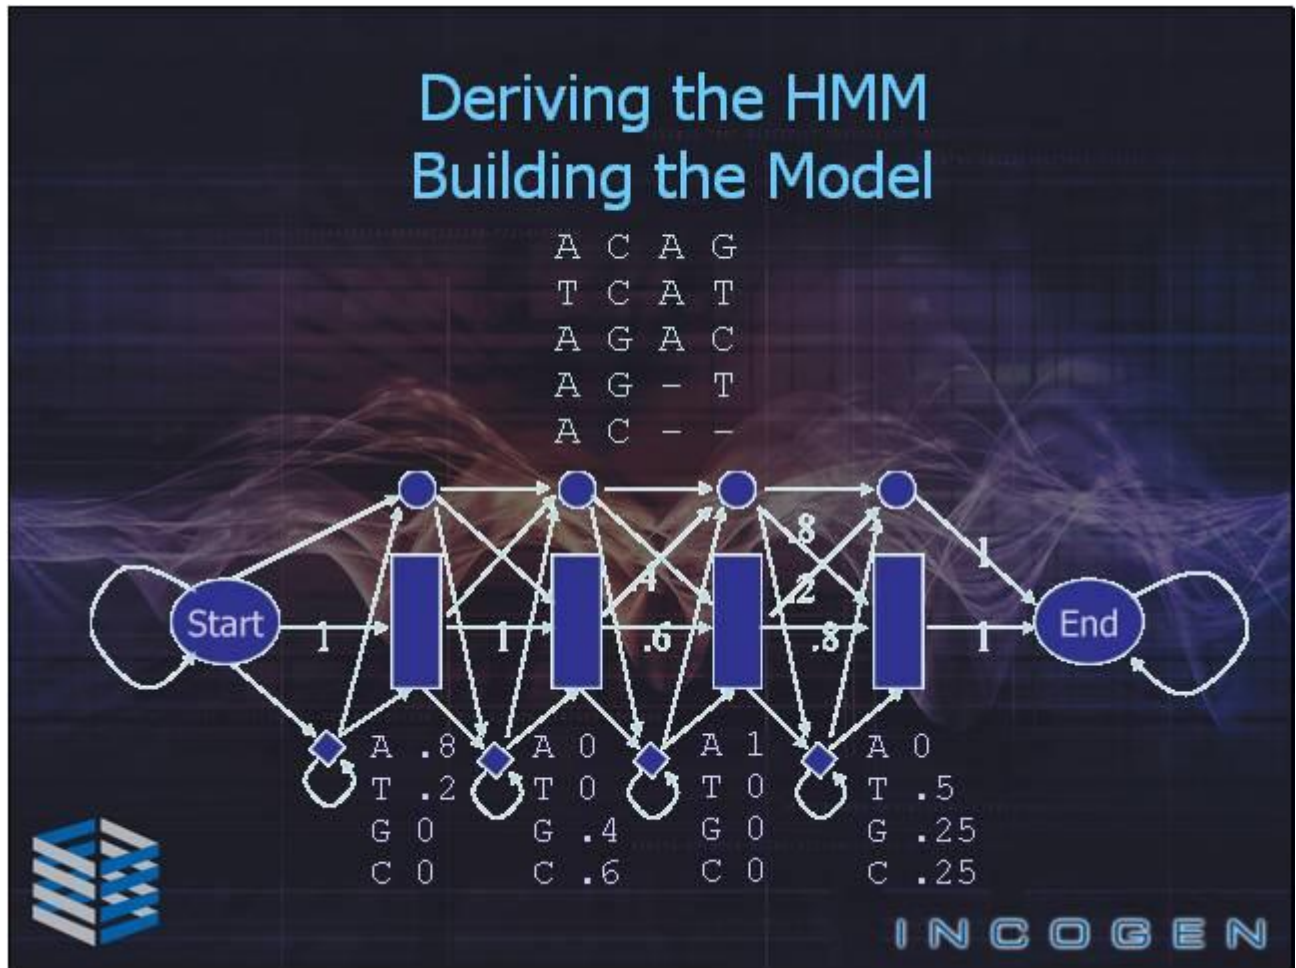 Deriving the HMM
Building the Model
A C A G
T C A T
A G A C
A G - T
A C - -
.8
1
.4
.2
Start
1
1
.6
.8
1
End
A .8
T .2
G 0
C 0
A 0
T 0
G .4
C .6
A 1
T 0
G 0
C 0
A 0
T .5
G .25
C .25
INCOGEN